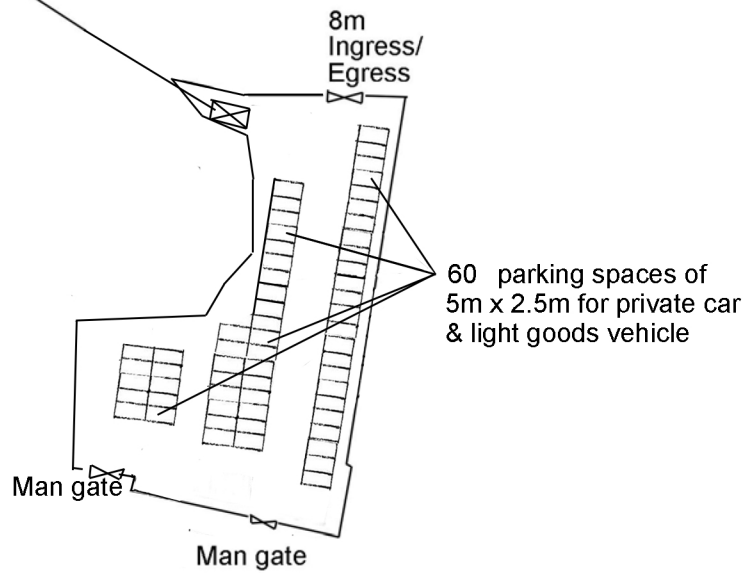 8m
Ingress/
Egress
60 parking spaces of
5m x 2.5m for private car
& light goods vehicle
Man gate
Man gate